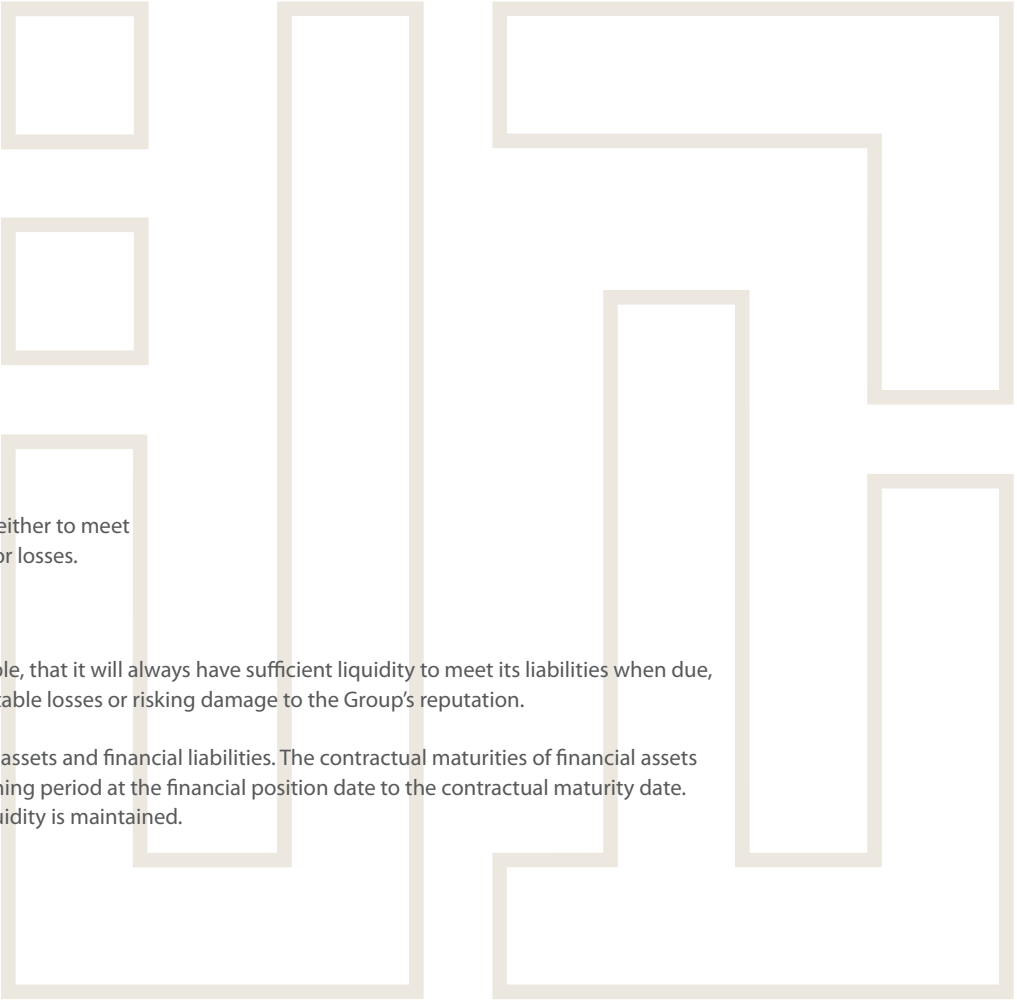 either to meet
or losses.
ble, that it will always have sufficient liquidity to meet its liabilities when due,
table losses or risking damage to the Group’s reputation.
assets and financial liabilities. The contractual maturities of financial assets
ning period at the financial position date to the contractual maturity date.
uidity is maintained.